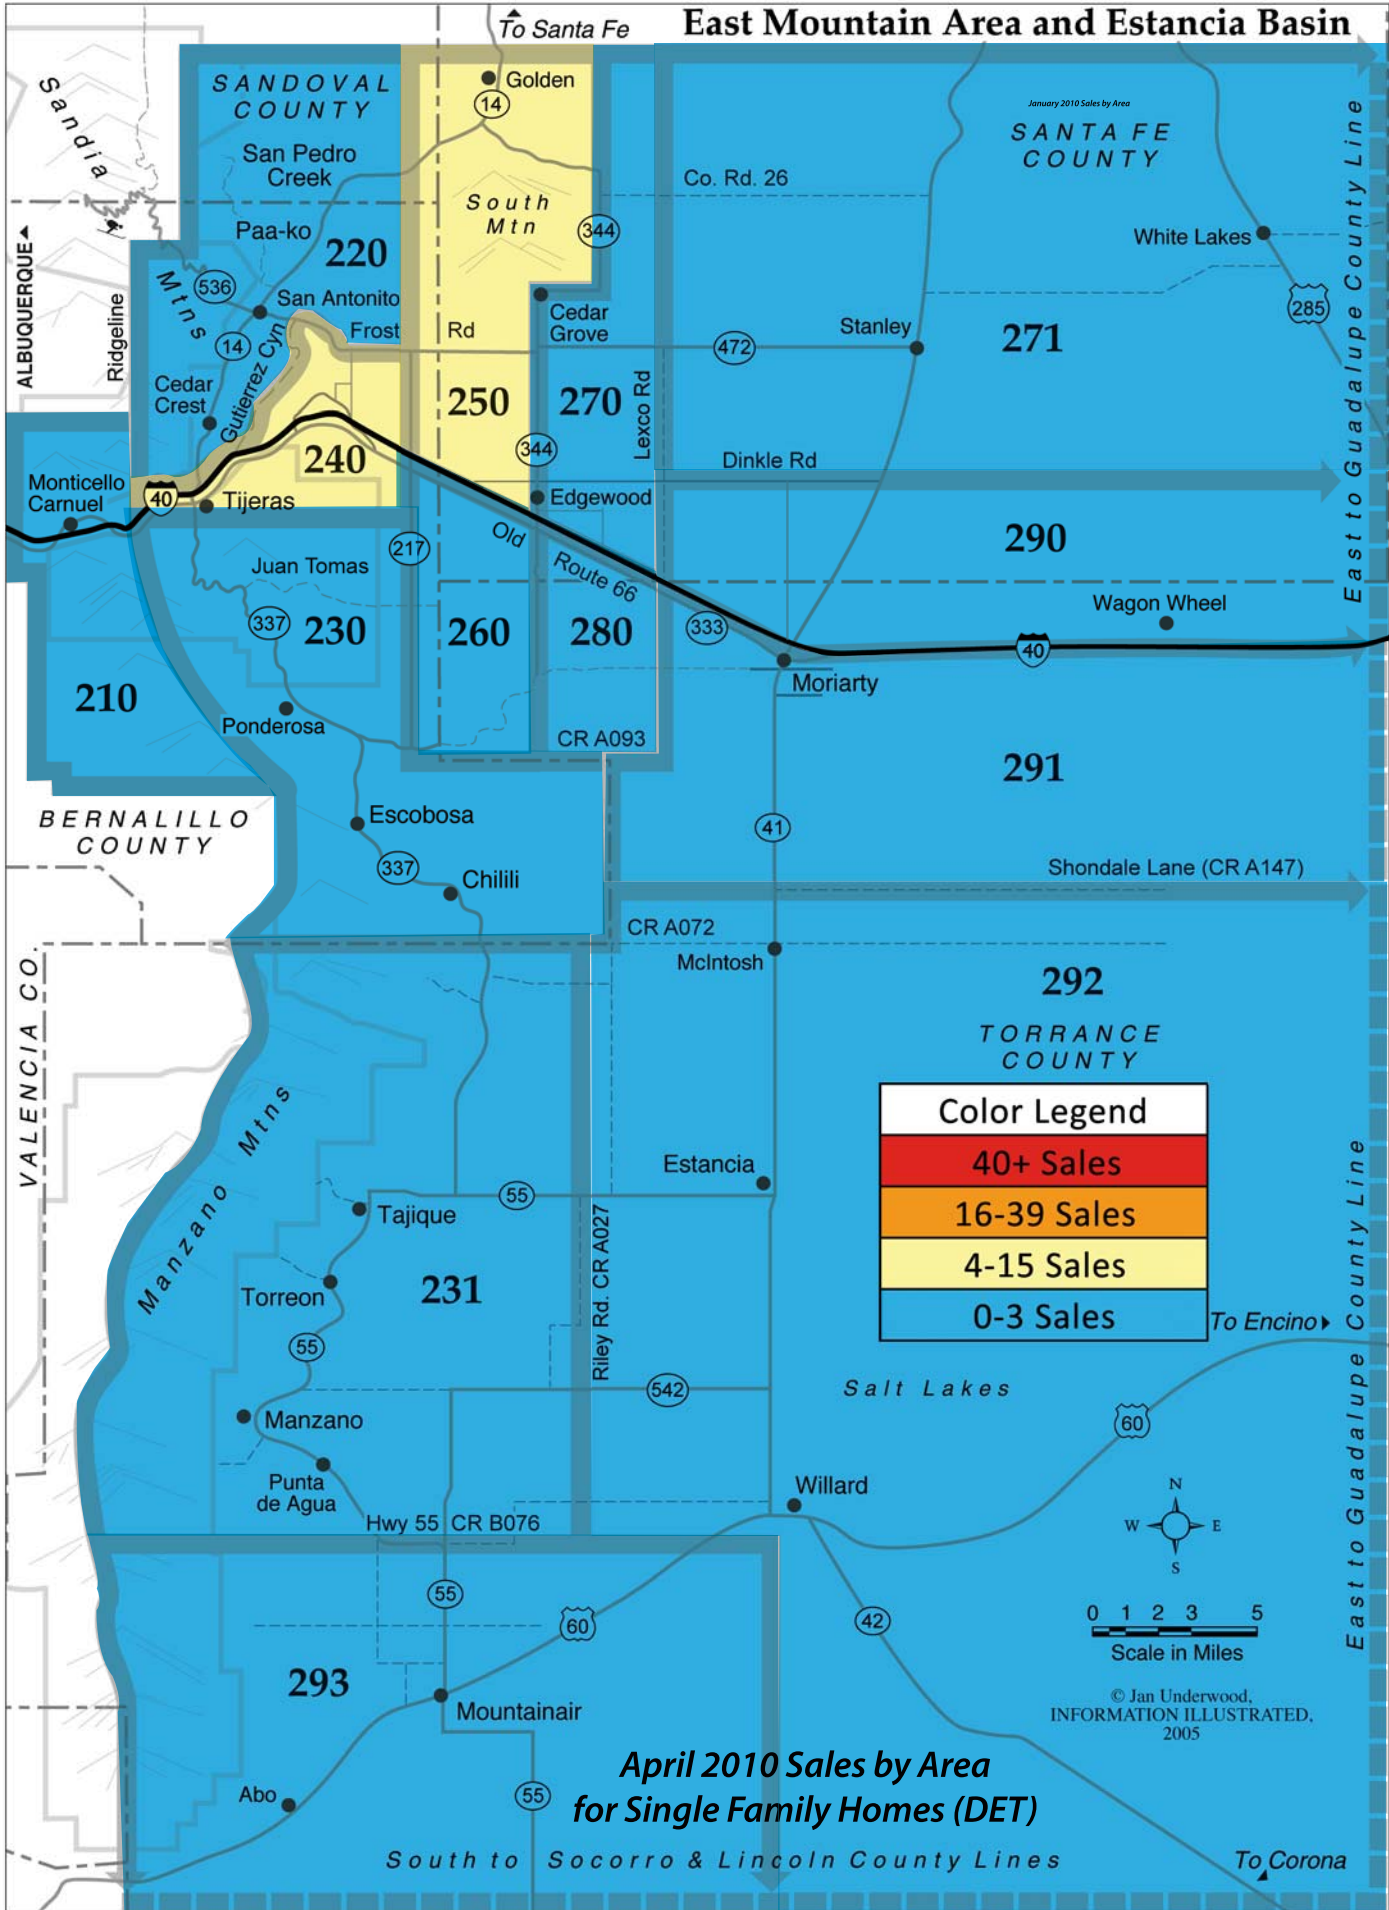 To Santa Fe
East Mountain Area and Estancia Basin
Sandia
SANDOVAL
COUNTY
Golden
14
January 2010 Sales by Area
SANTA FE
COUNTY
East to Guadalupe County Line
San Pedro
Creek
Co. Rd. 26
South
Mtn
344
Paa-ko
220
White Lakes
ALBUQUERQUE
Ridgeline
Mtns
536
San Antonito
285
14
Frost
Rd
Cedar
Grove
472
Stanley
271
Gutierrez Cyn
Cedar
Crest
250
270
Lexco Rd
344
240
Dinkle Rd
Monticello
Carnuel
40
Tijeras
Edgewood
Old
Route 66
290
217
Juan Tomas
337
230
260
280
333
Wagon Wheel
40
210
Moriarty
Ponderosa
CR A093
291
BERNALILLO
COUNTY
Escobosa
41
337
Chilili
Shondale Lane (CR A147)
CR A072
McIntosh
VALENCIA CO.
292
TORRANCE
COUNTY
Color Legend
40+ Sales
16-39 Sales
4-15 Sales
0-3 Sales
Manzano Mtns
Estancia
55
Tajique
Riley Rd. CR A027
East to Guadalupe County Line
231
Torreon
To Encino
55
542
Salt Lakes
60
Manzano
Punta
de Agua
Willard
N
W
E
S
Hwy 55
CR B076
55
60
42
0 1 2 3 5
Scale in Miles
293
© Jan Underwood,
INFORMATION ILLUSTRATED,
2005
Mountainair
April 2010 Sales by Area
for Single Family Homes (DET)
Abo
55
South to Socorro & Lincoln County Lines
To Corona